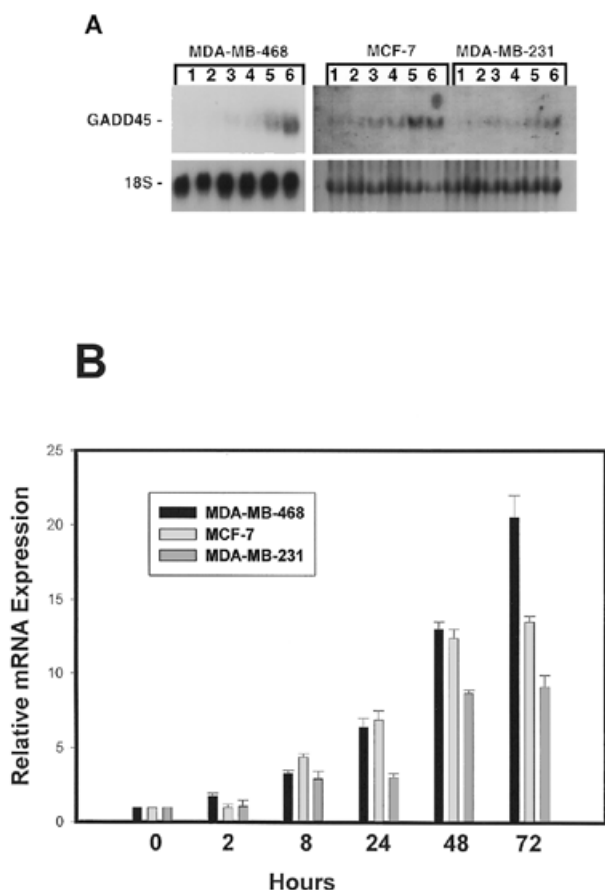 A
MDA-MB-468 MCF-7 MDA-MB-231
1 2 3 4 5 6 1 2 3 4 5 6 1 2 3 4 5 6
GADD45 -
18S -
B
Relative mRNA Expression
25
20
15
10
5
0
MDA-MB-468
MCF-7
MDA-MB-231
0 2 8 24 48 72
Hours